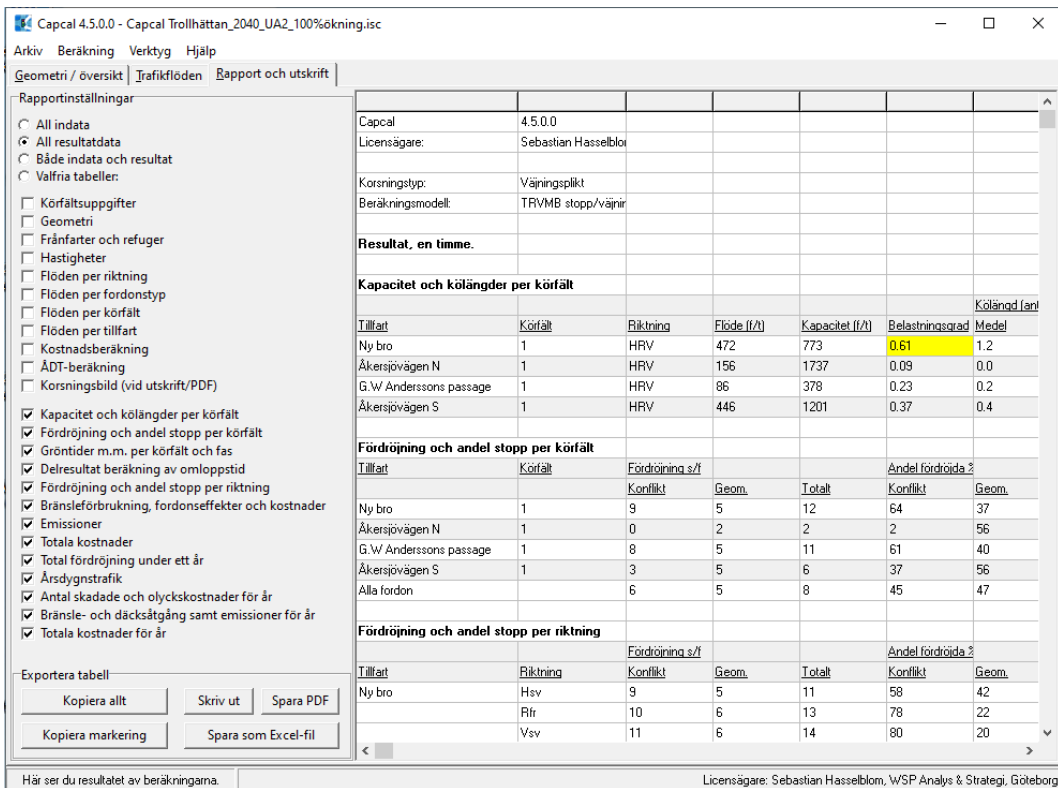 Capcal 4.5.0.0 - Capcal Trollhättan_2040_UA2_100%ökning.isc
Arkiv Beräkning Verktyg Hjälp
Geometri / översikt Trafikflöden Rapport och utskrift
Rapportinställningar
All indata
All resultatdata
Både indata och resultat
Valfria tabeller:
Körfältsuppgifter
Geometri
Frånfarter och refuger
Hastigheter
Flöden per riktning
Flöden per fordonstyp
Flöden per körfält
Flöden per tillfart
Kostnadsberäkning
ÅDT-beräkning
Korsningsbild (vid utskrift/PDF)
Kapacitet och kölängder per körfält
Fördröjning och andel stopp per körfält
Gröntider m.m. per körfält och fas
Delresultat beräkning av omloppstid
Fördröjning och andel stopp per riktning
Bränsleförbrukning, fordonseffekter och kostnader
Emissioner
Totala kostnader
Total fördröjning under ett år
Årsdygnstrafik
Antal skadade och olyckskostnader för år
Bränsle- och däcksåtgång samt emissioner för år
Totala kostnader för år
Exportera tabell
Kopiera allt Skriv ut Spara PDF
Kopiera markering Spara som Excel-fil
Capcal 4.5.0.0
Licensägare: Sebastian Hasselblo
Korsningstyp: Väjningsplikt
Beräkningsmodell: TRVMB stopp/väjnir
Resultat, en timme.
Kapacitet och kölängder per körfält
Kölängd (ant
Tillfart Körfält Riktning Flöde (f/t) Kapacitet (f/t) Belastningsgrad Medel
Ny bro 1 HRV 472 773 0.61 1.2
Åkersjövägen N 1 HRV 156 1737 0.09 0.0
G.W Anderssons passage 1 HRV 86 378 0.23 0.2
Åkersjövägen S 1 HRV 446 1201 0.37 0.4
Fördröjning och andel stopp per körfält
Tillfart Körfält Fördröjning s/f Andel fördröjda %
Konflikt Geom. Totalt Konflikt Geom.
Ny bro 1 9 5 12 64 37
Åkersjövägen N 1 0 2 2 2 56
G.W Anderssons passage 1 8 5 11 61 40
Åkersjövägen S 1 3 5 6 37 56
Alla fordon 6 5 8 45 47
Fördröjning och andel stopp per riktning
Fördröjning s/f Andel fördröjda %
Tillfart Riktning Konflikt Geom. Totalt Konflikt Geom.
Ny bro Hsv 9 5 11 58 42
Rfr 10 6 13 78 22
Vsv 11 6 14 80 20
Här ser du resultatet av beräkningarna. Licensägare: Sebastian Hasselblom, WSP Analys & Strategi, Göteborg